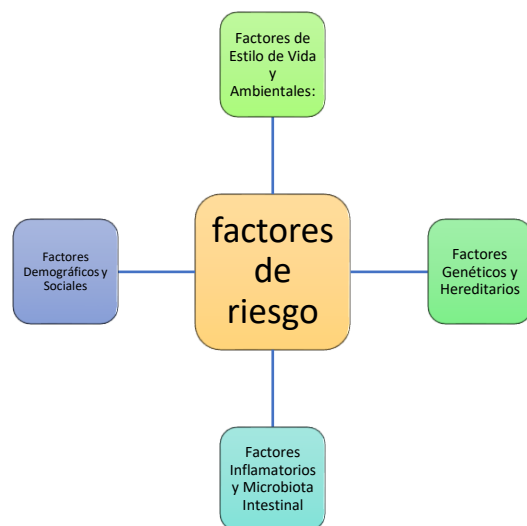 Factores de
Estilo de Vida
y
Ambientales:
factores
de
riesgo
Factores
Demográficos y
Sociales
Factores
Genéticos y
Hereditarios
Factores
Inflamatorios
y Microbiota
Intestinal